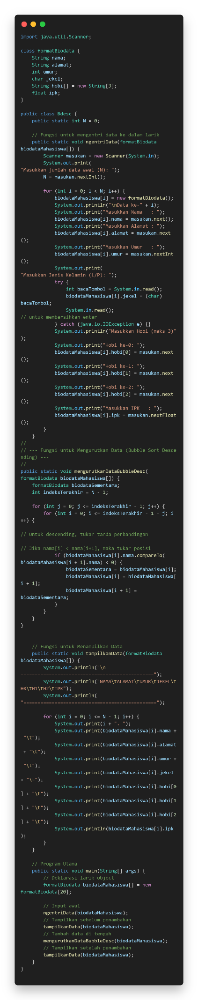 import java.util.Scanner;
class formatBiodata {
    String nama;
    String alamat;
    int umur;
    char jekel;
    String hobi[] = new String[3];
    float ipk;
}
public class Bdesc {
    public static int N = 0;
    // Fungsi untuk mengentri data ke dalam larik
    public static void ngentriData(formatBiodata
biodataMahasiswa[]) {
        Scanner masukan = new Scanner(System.in);
        System.out.print(
"Masukkan jumlah data awal (N): ");
        N = masukan.nextInt();
        for (int i = 0; i < N; i++) {
            biodataMahasiswa[i] = new formatBiodata();
            System.out.println("\nData ke-" + i);
            System.out.print("Masukkan Nama   : ");
            biodataMahasiswa[i].nama = masukan.next();
            System.out.print("Masukkan Alamat : ");
            biodataMahasiswa[i].alamat = masukan.next
();
            System.out.print("Masukkan Umur   : ");
            biodataMahasiswa[i].umur = masukan.nextInt
();
            System.out.print(
"Masukkan Jenis Kelamin (L/P): ");
            try {
                int bacaTombol = System.in.read();
                biodataMahasiswa[i].jekel = (char)
bacaTombol;
                System.in.read();
// untuk membersihkan enter
            } catch (java.io.IOException e) {}
            System.out.println("Masukkan Hobi (maks 3)"
);
            System.out.print("Hobi ke-0: ");
            biodataMahasiswa[i].hobi[0] = masukan.next
();
            System.out.print("Hobi ke-1: ");
            biodataMahasiswa[i].hobi[1] = masukan.next
();
            System.out.print("Hobi ke-2: ");
            biodataMahasiswa[i].hobi[2] = masukan.next
();
            System.out.print("Masukkan IPK   : ");
            biodataMahasiswa[i].ipk = masukan.nextFloat
();
        }
    }
//
// --- Fungsi untuk Mengurutkan Data (Bubble Sort Desce
nding) ---
//
public static void mengurutkanDataBubbleDesc(
formatBiodata biodataMahasiswa[]) {
    formatBiodata biodataSementara;
    int indeksTerakhir = N - 1;
    for (int j = 0; j <= indeksTerakhir - 1; j++) {
        for (int i = 0; i <= indeksTerakhir - 1 - j; i
++) {
// Untuk descending, tukar tanda perbandingan
// Jika nama[i] < nama[i+1], maka tukar posisi
            if (biodataMahasiswa[i].nama.compareTo(
biodataMahasiswa[i + 1].nama) < 0) {
                biodataSementara = biodataMahasiswa[i];
                biodataMahasiswa[i] = biodataMahasiswa[
i + 1];
                biodataMahasiswa[i + 1] =
biodataSementara;
            }
        }
    }
}
    // Fungsi untuk Menampilkan Data
    public static void tampilkanData(formatBiodata
biodataMahasiswa[]) {
        System.out.println("\n
===============================================");
        System.out.println("NAMA\tALAMAT\tUMUR\tJEKEL\t
H0\tH1\tH2\tIPK");
        System.out.println(
"===============================================");
        for (int i = 0; i <= N - 1; i++) {
            System.out.print(i + ". ");
            System.out.print(biodataMahasiswa[i].nama +
 "\t");
            System.out.print(biodataMahasiswa[i].alamat
 + "\t");
            System.out.print(biodataMahasiswa[i].umur +
 "\t");
            System.out.print(biodataMahasiswa[i].jekel
+ "\t");
            System.out.print(biodataMahasiswa[i].hobi[0
] + "\t");
            System.out.print(biodataMahasiswa[i].hobi[1
] + "\t");
            System.out.print(biodataMahasiswa[i].hobi[2
] + "\t");
            System.out.println(biodataMahasiswa[i].ipk
);
        }
    }
    // Program Utama
    public static void main(String[] args) {
        // Deklarasi larik object
        formatBiodata biodataMahasiswa[] = new
formatBiodata[20];
        // Input awal
        ngentriData(biodataMahasiswa);
        // Tampilkan sebelum penambahan
        tampilkanData(biodataMahasiswa);
        // Tambah data di tengah
        mengurutkanDataBubbleDesc(biodataMahasiswa);
        // Tampilkan setelah penambahan
        tampilkanData(biodataMahasiswa);
    }
}